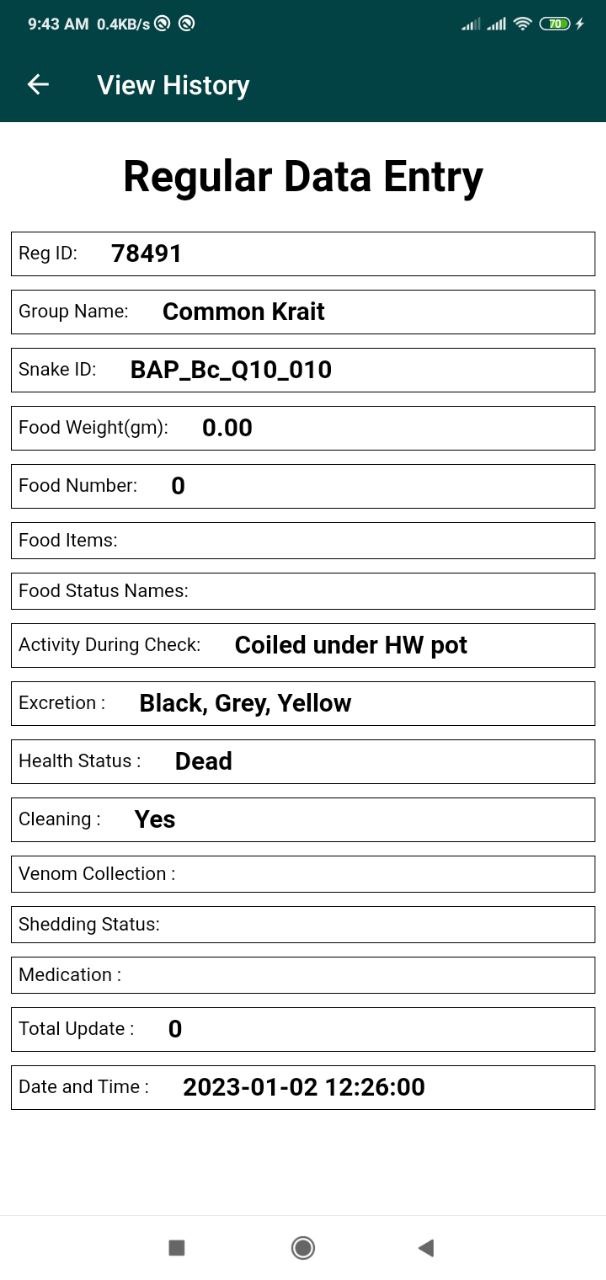 9:43 AM 0.4KB/s
70
View History
Regular Data Entry
Reg ID: 78491
Group Name: Common Krait
Snake ID: BAP_Bc_Q10_010
Food Weight(gm): 0.00
Food Number: 0
Food Items:
Food Status Names:
Activity During Check: Coiled under HW pot
Excretion : Black, Grey, Yellow
Health Status : Dead
Cleaning : Yes
Venom Collection :
Shedding Status:
Medication :
Total Update : 0
Date and Time : 2023-01-02 12:26:00